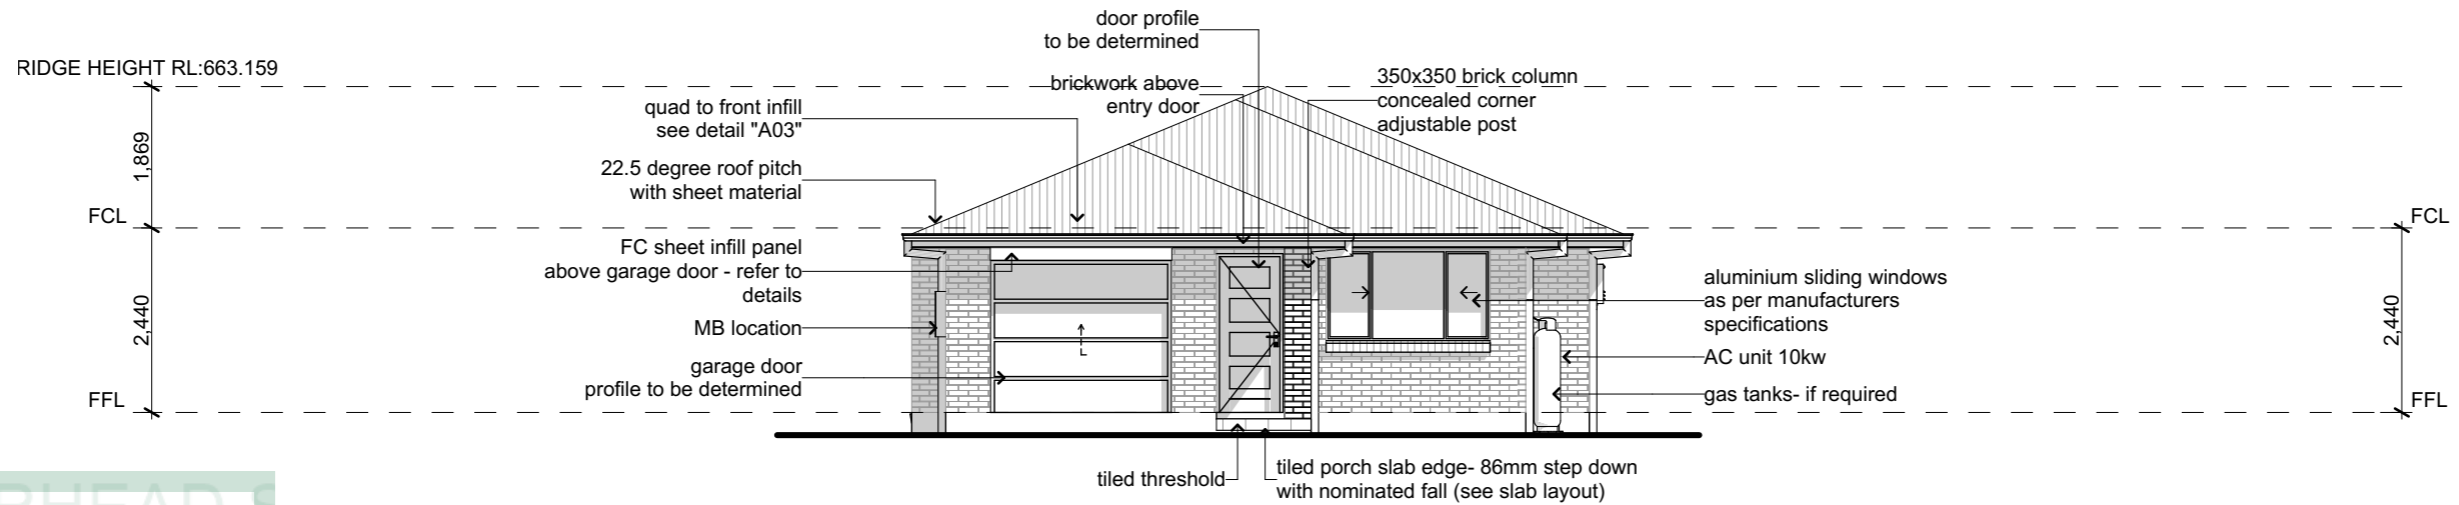 door profile
to be determined
RIDGE HEIGHT RL:663.159
brickwork above
entry door
350x350 brick column
concealed corner
adjustable post
quad to front infill
see detail "A03"
1,869
22.5 degree roof pitch
with sheet material
FCL
FCL
FC sheet infill panel
above garage door - refer to
details
aluminium sliding windows
as per manufacturers
specifications
2,440
2,440
MB location
AC unit 10kw
garage door
profile to be determined
gas tanks- if required
FFL
FFL
tiled threshold
tiled porch slab edge- 86mm step down
with nominated fall (see slab layout)